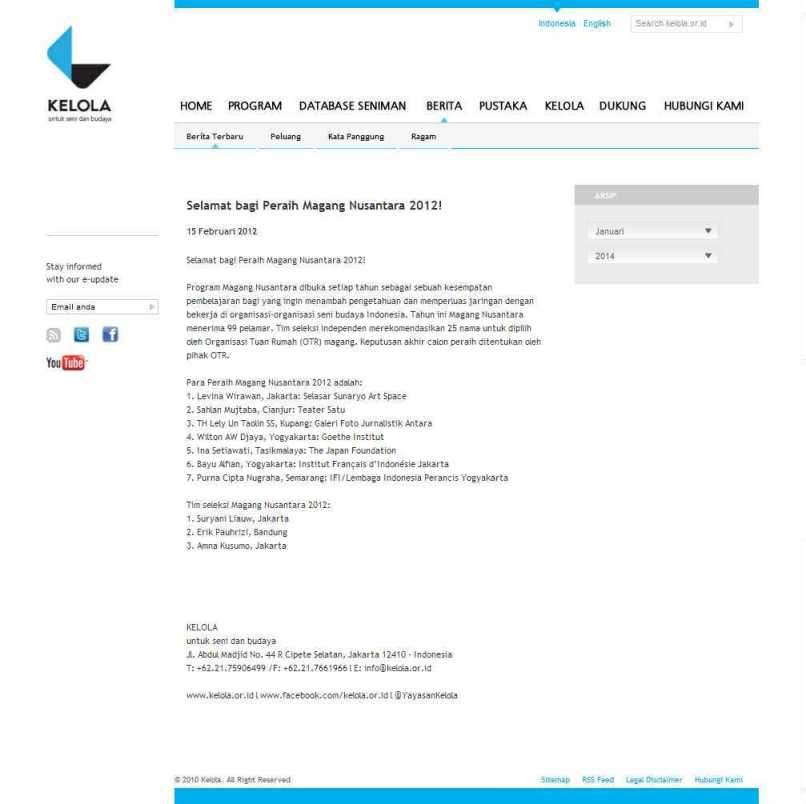 Indonesia English Search kelola.or.id
KELOLA
untuk seni dan budaya
HOME PROGRAM DATABASE SENIMAN BERITA PUSTAKA KELOLA DUKUNG HUBUNGI KAMI
Berita Terbaru Peluang Kata Panggung Ragam
Stay informed
with our e-update
Email anda
You Tube
Selamat bagi Peraih Magang Nusantara 2012!
15 Februari 2012
Selamat bagi Peraih Magang Nusantara 2012!
Program Magang Nusantara dibuka setiap tahun sebagai sebuah kesempatan
pembelajaran bagi yang ingin menambah pengetahuan dan memperluas jaringan dengan
bekerja di organisasi-organisasi seni budaya Indonesia. Tahun ini Magang Nusantara
menerima 99 pelamar. Tim seleksi independen merekomendasikan 25 nama untuk dipilih
oleh Organisasi Tuan Rumah (OTR) magang. Keputusan akhir calon peraih ditentukan oleh
pihak OTR.
Para Peraih Magang Nusantara 2012 adalah:
1. Levina Wirawan, Jakarta: Selasar Sunaryo Art Space
2. Sahlan Mujtaba, Cianjur: Teater Satu
3. TH Lely Un Taolin SS, Kupang: Galeri Foto Jurnalistik Antara
4. Wilton AW Djaya, Yogyakarta: Goethe Institut
5. Ina Setiawati, Tasikmalaya: The Japan Foundation
6. Bayu Alfian, Yogyakarta: Institut Français d'Indonésie Jakarta
7. Purna Cipta Nugraha, Semarang: IFI/Lembaga Indonesia Perancis Yogyakarta
Tim seleksi Magang Nusantara 2012:
1. Suryani Liauw, Jakarta
2. Erik Pauhrizi, Bandung
3. Amna Kusumo, Jakarta
KELOLA
untuk seni dan budaya
Jl. Abdul Madjid No. 44 R Cipete Selatan, Jakarta 12410 - Indonesia
T: +62.21.75906499 /F: +62.21.7661966 l E: info@kelola.or.id
www.kelola.or.id l www.facebook.com/kelola.or.id l @YayasanKelola
ARSIP
Januari
2014
© 2010 Kelola. All Right Reserved
Sitemap RSS Feed Legal Disclaimer Hubungi Kami